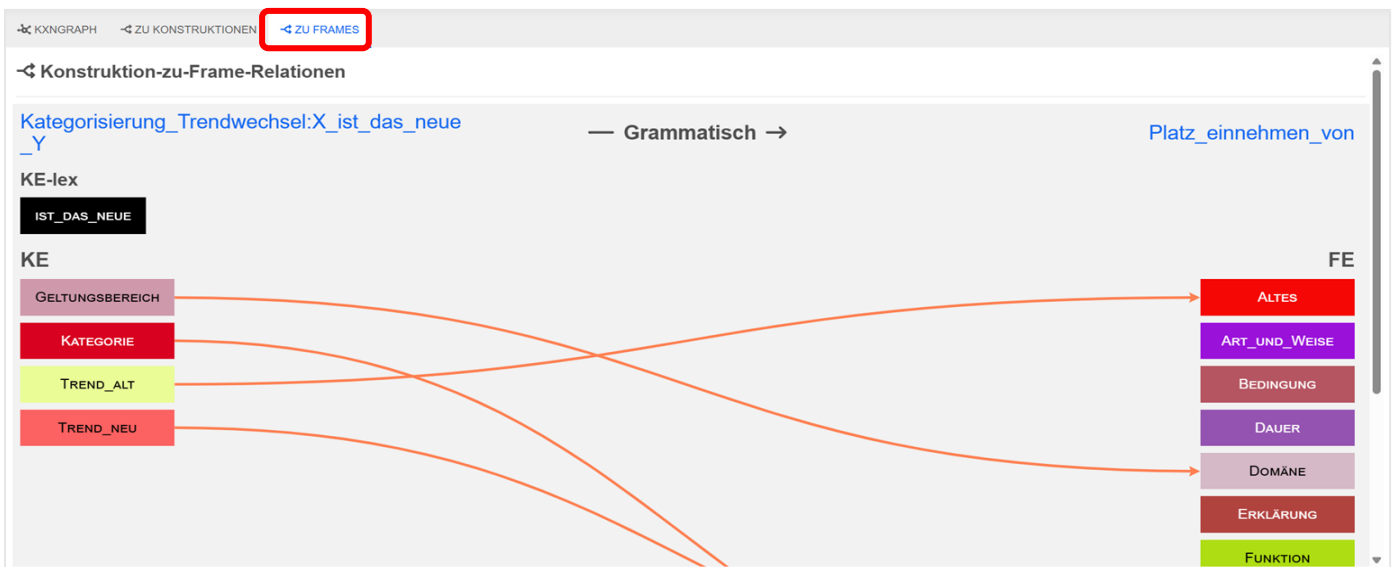 KXNGRAPH ZU KONSTRUKTIONEN ZU FRAMES
Konstruktion-zu-Frame-Relationen
Kategorisierung_Trendwechsel:X_ist_das_neue
_Y
— Grammatisch → Platz_einnehmen_von
KE-lex
IST_DAS_NEUE
KE FE
GELTUNGSBEREICH ALTES
KATEGORIE ART_UND_WEISE
TREND_ALT BEDINGUNG
TREND_NEU DAUER
DOMÄNE
ERKLÄRUNG
FUNKTION